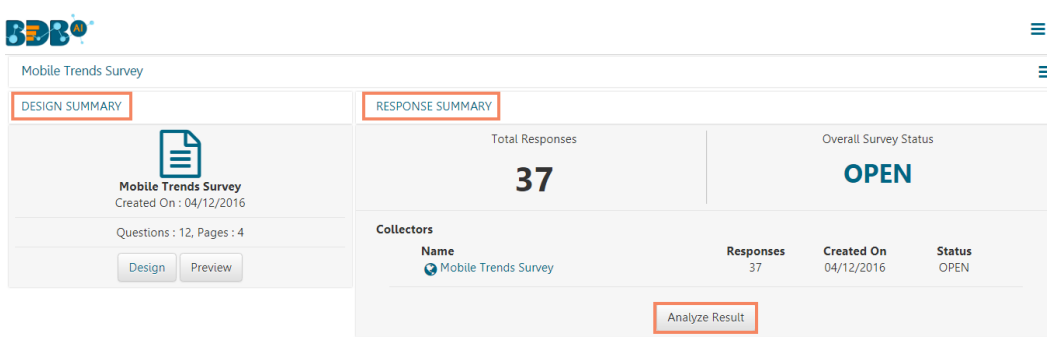 BDB AI
Mobile Trends Survey
DESIGN SUMMARY
Mobile Trends Survey
Created On : 04/12/2016
Questions : 12, Pages : 4
Design Preview
RESPONSE SUMMARY
Total Responses
37
Overall Survey Status
OPEN
Collectors
Name Responses Created On Status
Mobile Trends Survey 37 04/12/2016 OPEN
Analyze Result